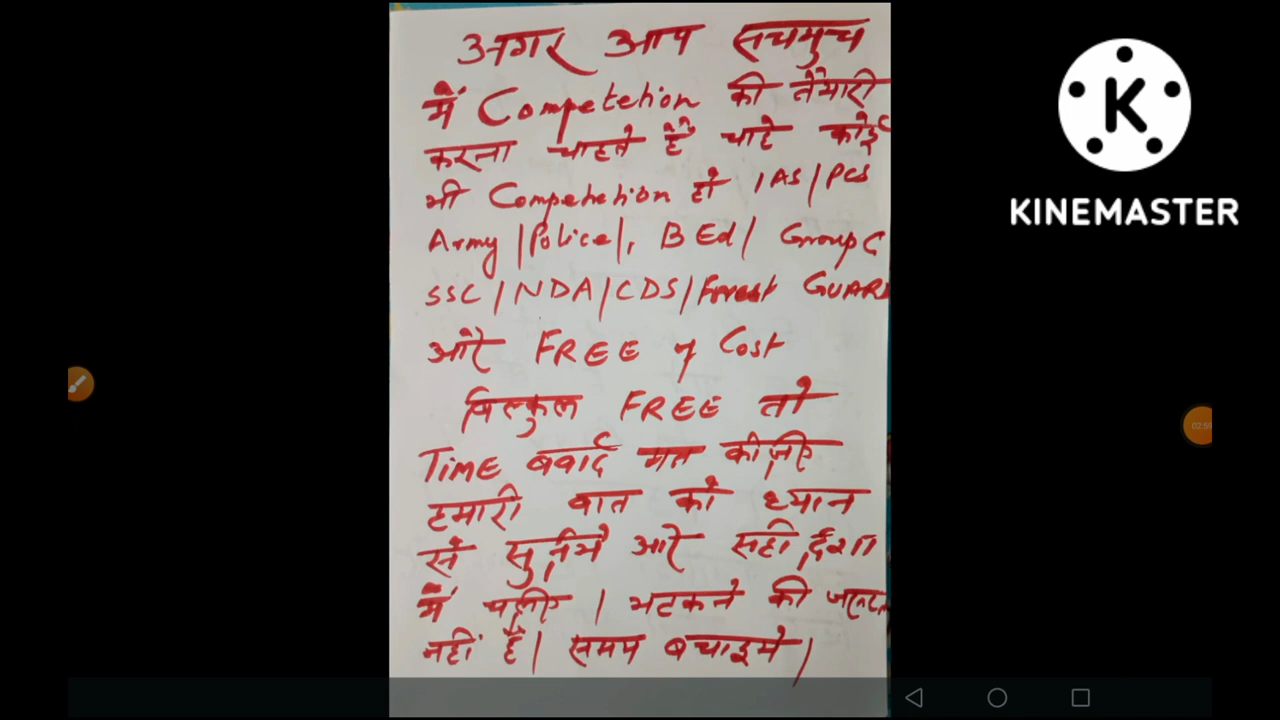 अगर आप सचमुच
में Competetion की तैयारी
करना चाहते हैं चाहे कोई
भी Competetion हो IAS/PCS
Army/Police/, BEd/ Group C
SSC/NDA/CDS/Forest GUARD
और FREE of Cost
बिल्कुल FREE तो
TIME बर्वाद मत कीजिए
हमारी बात को ध्यान
से सुनिये और सही दिशा
में चलिए। भटकने की जरूरत
नहीं है। समय बचाइये।
KINEMASTER
02:59